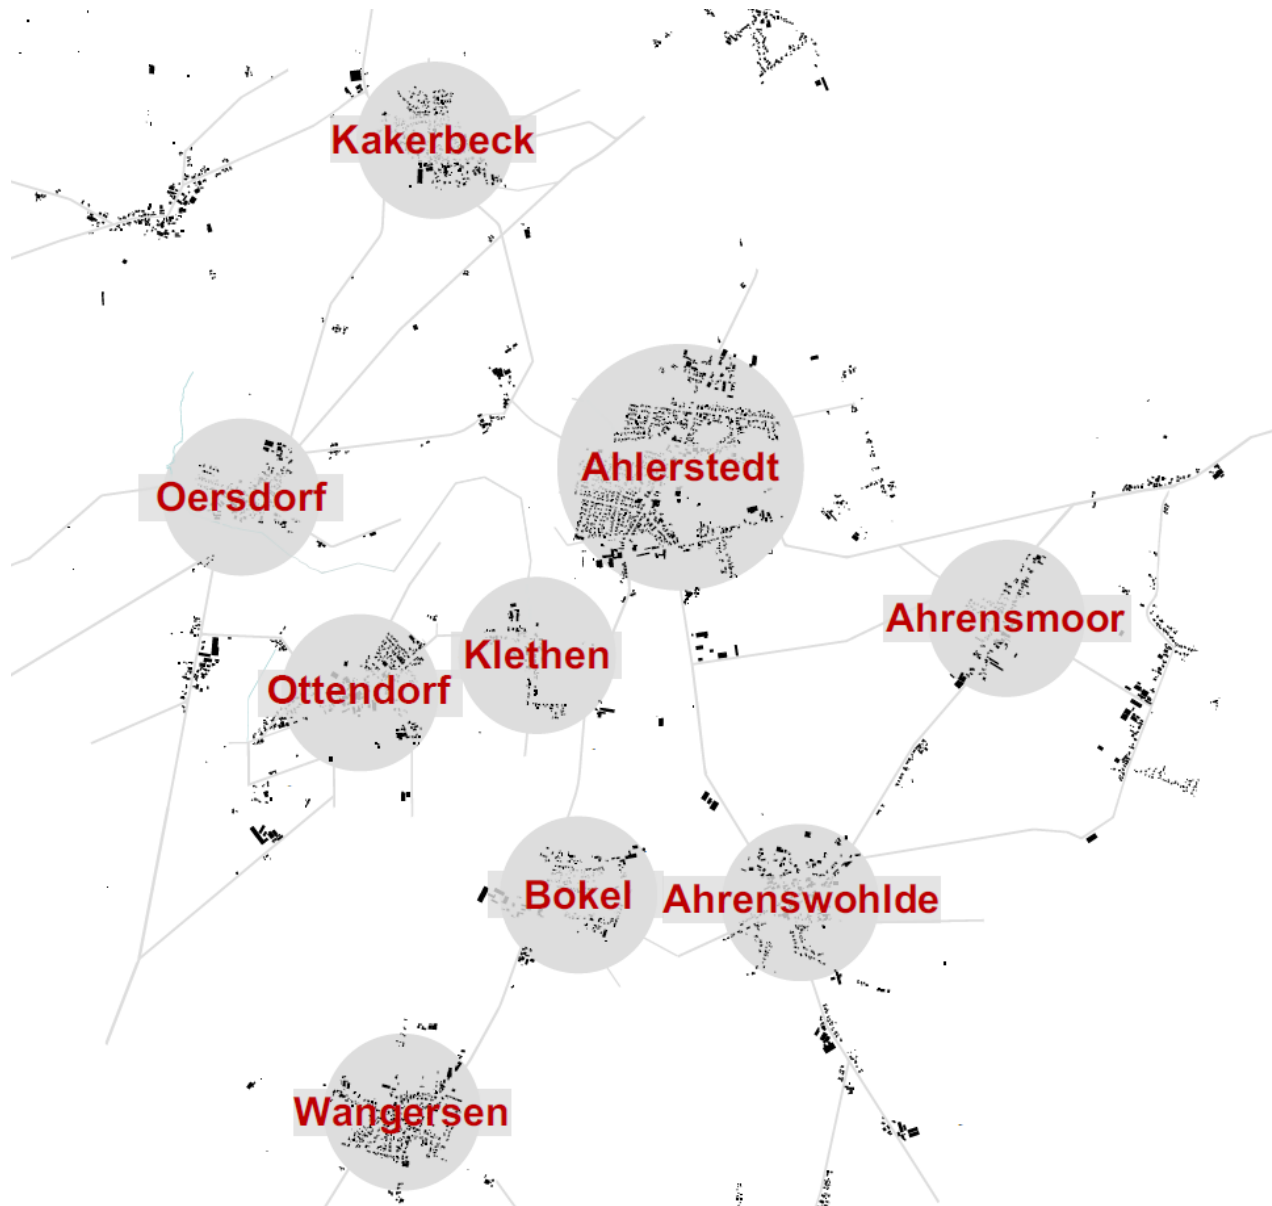 Kakerbeck
Ahlerstedt
Oersdorf
Ahrensmoor
Klethen
Ottendorf
Bokel
Ahrenswohlde
Wangersen